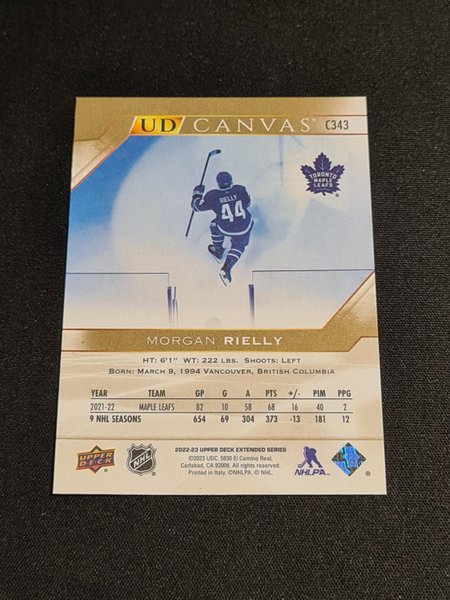 UD CANVAS® C343
TORONTO
MAPLE
LEAFS
®
RIELLY
44
MORGAN RIELLY
HT: 6'1" WT: 222 LBS. SHOOTS: LEFT
BORN: MARCH 9, 1994 VANCOUVER, BRITISH COLUMBIA
YEAR TEAM GP G A PTS +/- PIM PPG
2021-22 MAPLE LEAFS 82 10 58 68 16 40 2
9 NHL SEASONS 654 69 304 373 -13 181 12
2022-23 UPPER DECK EXTENDED SERIES
©2023 UDC, 5830 El Camino Real,
Carlsbad, CA 92008. All rights reserved.
Printed in Italy. ©NHLPA. © NHL.
UPPER DECK
NHL
NHLPA
®